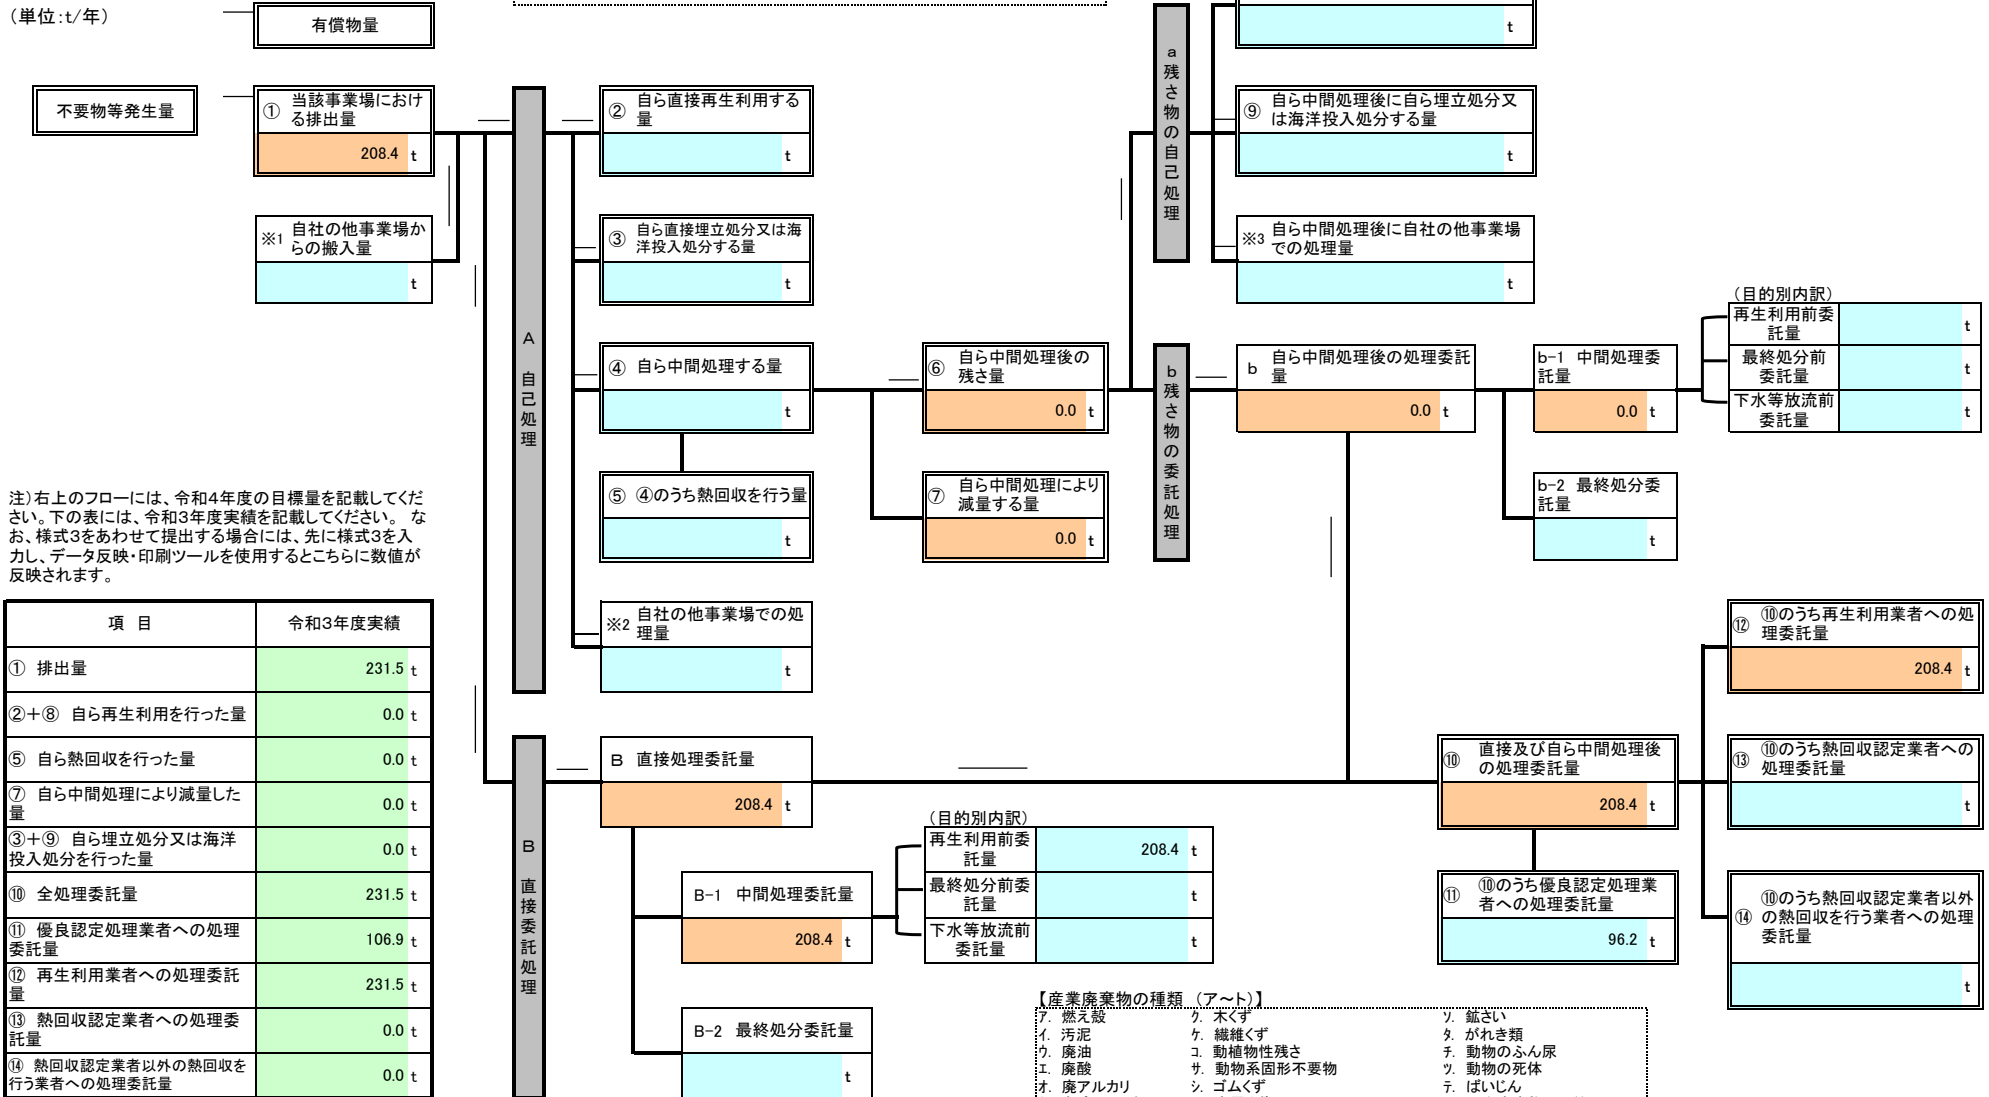 （単位:t/年）
有償物量
t
不要物等発生量
① 当該事業場におけ
る排出量
208.4 t
※1 自社の他事業場か
らの搬入量
t
A
自己処理
② 自ら直接再生利用する
量
t
③ 自ら直接埋立処分又は海
洋投入処分する量
t
④ 自ら中間処理する量
t
⑤ ④のうち熱回収を行う量
t
※2 自社の他事業場での処
理量
t
⑥ 自ら中間処理後の
残さ量
0.0 t
⑦ 自ら中間処理により
減量する量
0.0 t
a
残さ物の自己処理
⑨ 自ら中間処理後に自ら埋立処分又
は海洋投入処分する量
t
※3 自ら中間処理後に自社の他事業場
での処理量
t
b
残さ物の委託処理
b 自ら中間処理後の処理委託
量
0.0 t
b-1 中間処理委
託量
0.0 t
b-2 最終処分委
託量
t
（目的別内訳）
再生利用前委
託量
t
最終処分前
委託量
t
下水等放流前
委託量
t
注）右上のフローには、令和4年度の目標量を記載してくだ
さい。下の表には、令和3年度実績を記載してください。 な
お、様式3をあわせて提出する場合には、先に様式3を入
力し、データ反映・印刷ツールを使用するとこちらに数値が
反映されます。
項 目 令和3年度実績
① 排出量 231.5 t
②＋⑧ 自ら再生利用を行った量 0.0 t
⑤ 自ら熱回収を行った量 0.0 t
⑦ 自ら中間処理により減量した
量 0.0 t
③＋⑨ 自ら埋立処分又は海洋
投入処分を行った量 0.0 t
⑩ 全処理委託量 231.5 t
⑪ 優良認定処理業者への処理
委託量 106.9 t
⑫ 再生利用業者への処理委託
量 231.5 t
⑬ 熱回収認定業者への処理委
託量 0.0 t
⑭ 熱回収認定業者以外の熱回収を
行う業者への処理委託量 0.0 t
B
直接委託処理
B 直接処理委託量
208.4 t
B-1 中間処理委託量
208.4 t
B-2 最終処分委託量
t
（目的別内訳）
再生利用前委
託量
208.4 t
最終処分前委
託量
t
下水等放流前
委託量
t
⑩ 直接及び自ら中間処理後
の処理委託量
208.4 t
⑪ ⑩のうち優良認定処理業
者への処理委託量
96.2 t
⑫ ⑩のうち再生利用業者への処
理委託量
208.4 t
⑬ ⑩のうち熱回収認定業者への
処理委託量
t
⑭ ⑩のうち熱回収認定業者以外
の熱回収を行う業者への処理
委託量
t
【産業廃棄物の種類 （ア～ト）】
ア. 燃え殻 ク. 木くず ソ. 鉱さい
イ. 汚泥 ケ. 繊維くず タ. がれき類
ウ. 廃油 コ. 動植物性残さ チ. 動物のふん尿
エ. 廃酸 サ. 動物系固形不要物 ツ. 動物の死体
オ. 廃アルカリ シ. ゴムくず テ. ばいじん